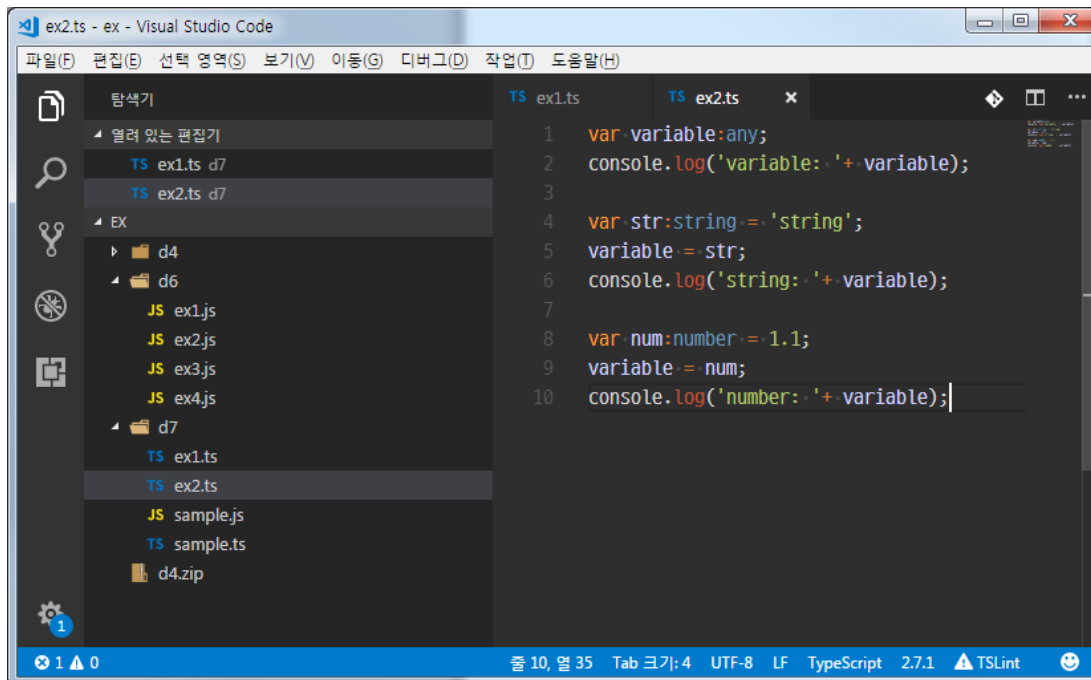 ex2.ts - ex - Visual Studio Code
파일(F) 편집(E) 선택 영역(S) 보기(V) 이동(G) 디버그(D) 작업(T) 도움말(H)
탐색기
열려 있는 편집기
TS ex1.ts d7
TS ex2.ts d7
EX
d4
d6
JS ex1.js
JS ex2.js
JS ex3.js
JS ex4.js
d7
TS ex1.ts
TS ex2.ts
JS sample.js
TS sample.ts
d4.zip
1
TS ex1.ts TS ex2.ts
1 var variable:any;
2 console.log('variable: '+ variable);
3
4 var str:string = 'string';
5 variable = str;
6 console.log('string: '+ variable);
7
8 var num:number = 1.1;
9 variable = num;
10 console.log('number: '+ variable);
1 0 줄 10, 열 35 Tab 크기: 4 UTF-8 LF TypeScript 2.7.1 TSLint